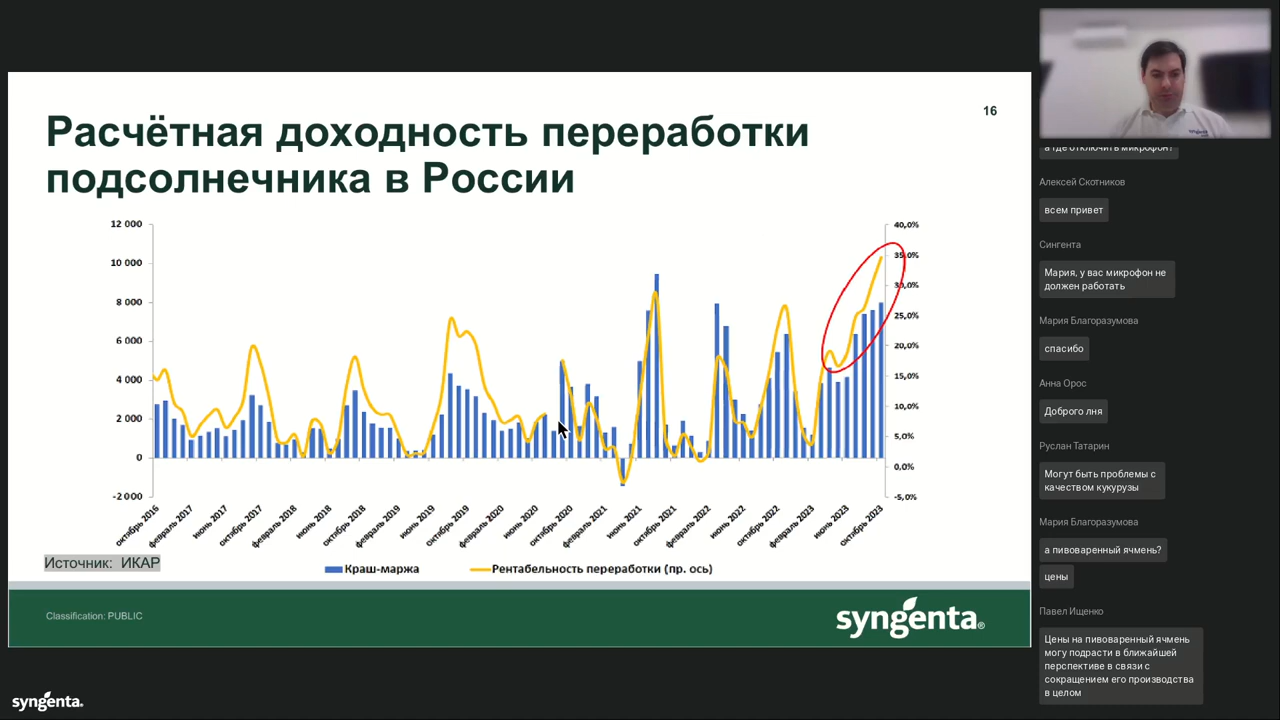 16
Расчётная доходность переработки
подсолнечника в России
12 000
10 000
8 000
6 000
4 000
2 000
0
-2 000
40,0%
35,0%
30,0%
25,0%
20,0%
15,0%
10,0%
5,0%
0,0%
-5,0%
октябрь 2016
февраль 2017
июнь 2017
октябрь 2017
февраль 2018
июнь 2018
октябрь 2018
февраль 2019
июнь 2019
октябрь 2019
февраль 2020
июнь 2020
октябрь 2020
февраль 2021
июнь 2021
октябрь 2021
февраль 2022
июнь 2022
октябрь 2022
февраль 2023
июнь 2023
октябрь 2023
Источник: ИКАР
Краш-маржа
Рентабельность переработки (пр. ось)
Classification: PUBLIC
syngenta®
syngenta.
syngenta
а где отключить микрофон?
Алексей Скотников
всем привет
Сингента
Мария, у вас микрофон не
должен работать
Мария Благоразумова
спасибо
Анна Орос
Доброго лня
Руслан Татарин
Могут быть проблемы с
качеством кукурузы
Мария Благоразумова
а пивоваренный ячмень?
цены
Павел Ищенко
Цены на пивоваренный ячмень
могу подрасти в ближайшей
перспективе в связи с
сокращением его производства
в целом